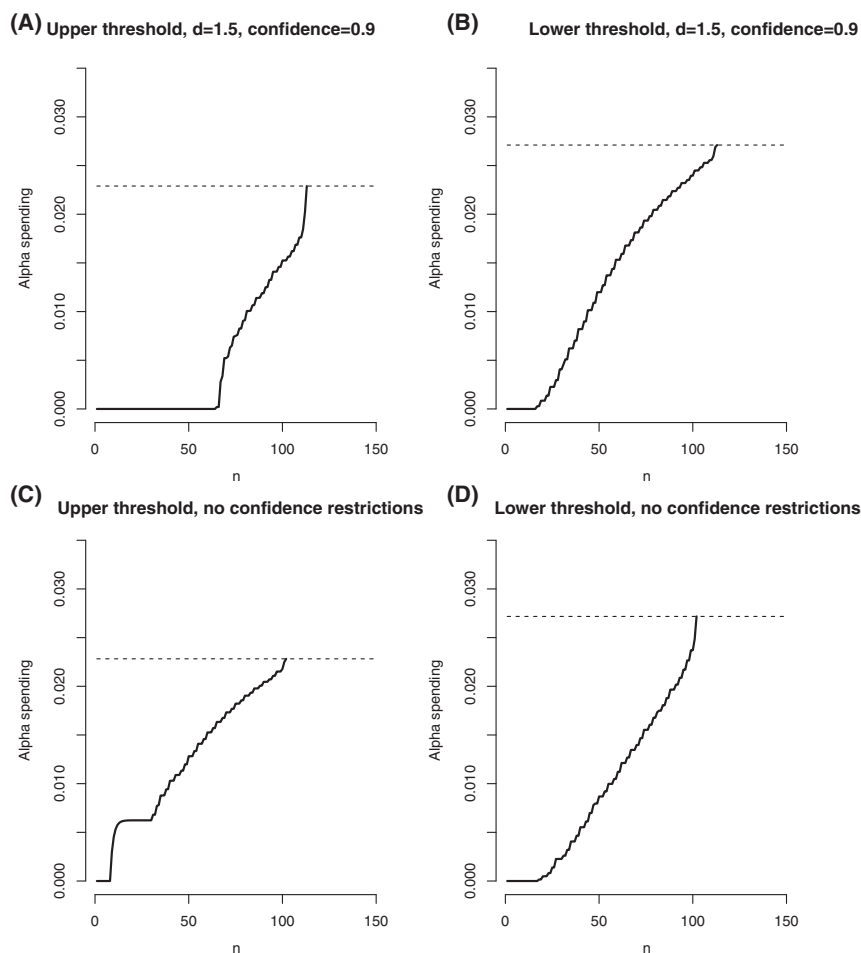 (A) Upper threshold, d=1.5, confidence=0.9
0.030
0.020
0.010
0.000
Alpha spending
0 50 100 150
n
(B) Lower threshold, d=1.5, confidence=0.9
0.030
0.020
0.010
0.000
Alpha spending
0 50 100 150
n
(C) Upper threshold, no confidence restrictions
0.030
0.020
0.010
0.000
Alpha spending
0 50 100 150
n
(D) Lower threshold, no confidence restrictions
0.030
0.020
0.010
0.000
Alpha spending
0 50 100 150
n